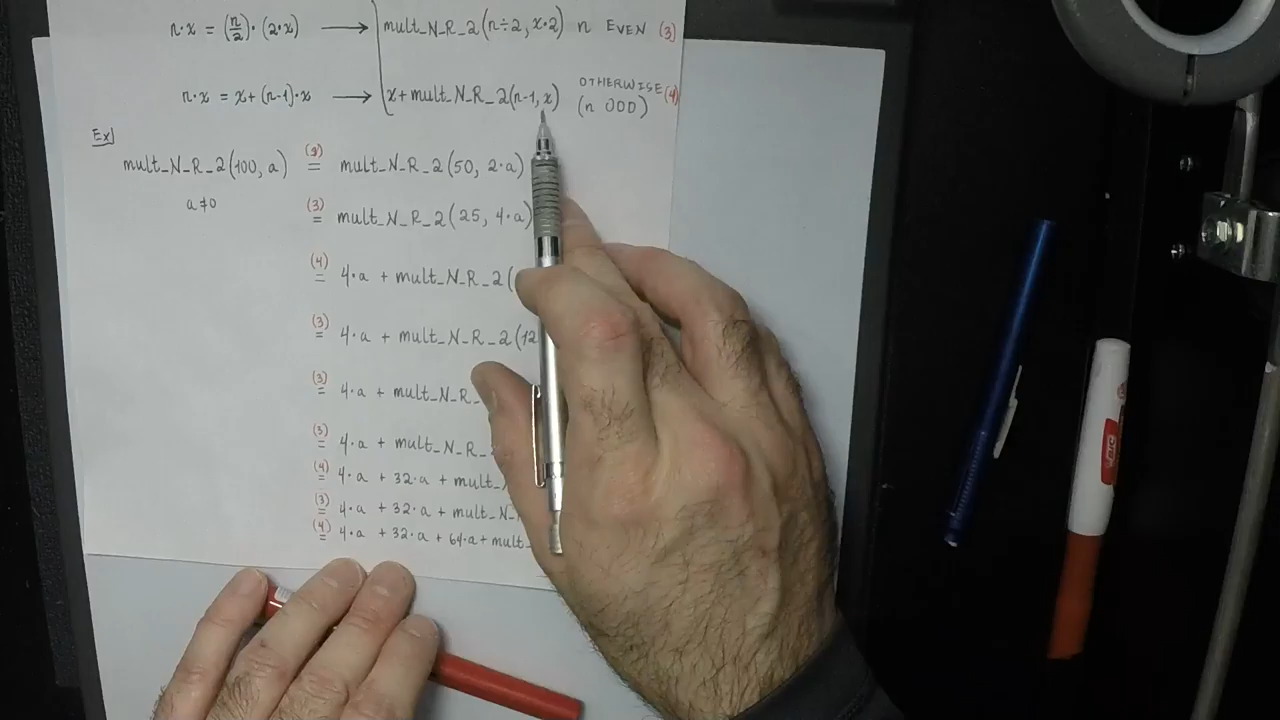 n·x = (n/2)·(2·x) → mult_N_R_2(n÷2, x·2) n EVEN (3)
n·x = x+(n-1)·x → x+mult_N_R_2(n-1, x) OTHERWISE (n ODD) (4)
Ex]
mult_N_R_2(100, a) (3)= mult_N_R_2(50, 2·a)
a≠0 (3)= mult_N_R_2(25, 4·a)
(4)= 4·a + mult_N_R_2(
(3)= 4·a + mult_N_R_2(12
(3)= 4·a + mult_N_R_
(3)= 4·a + mult_N_R_
(4)= 4·a + 32·a + mult_
(3)= 4·a + 32·a + mult_N_
(4)= 4·a + 32·a + 64·a+mult_
BIC